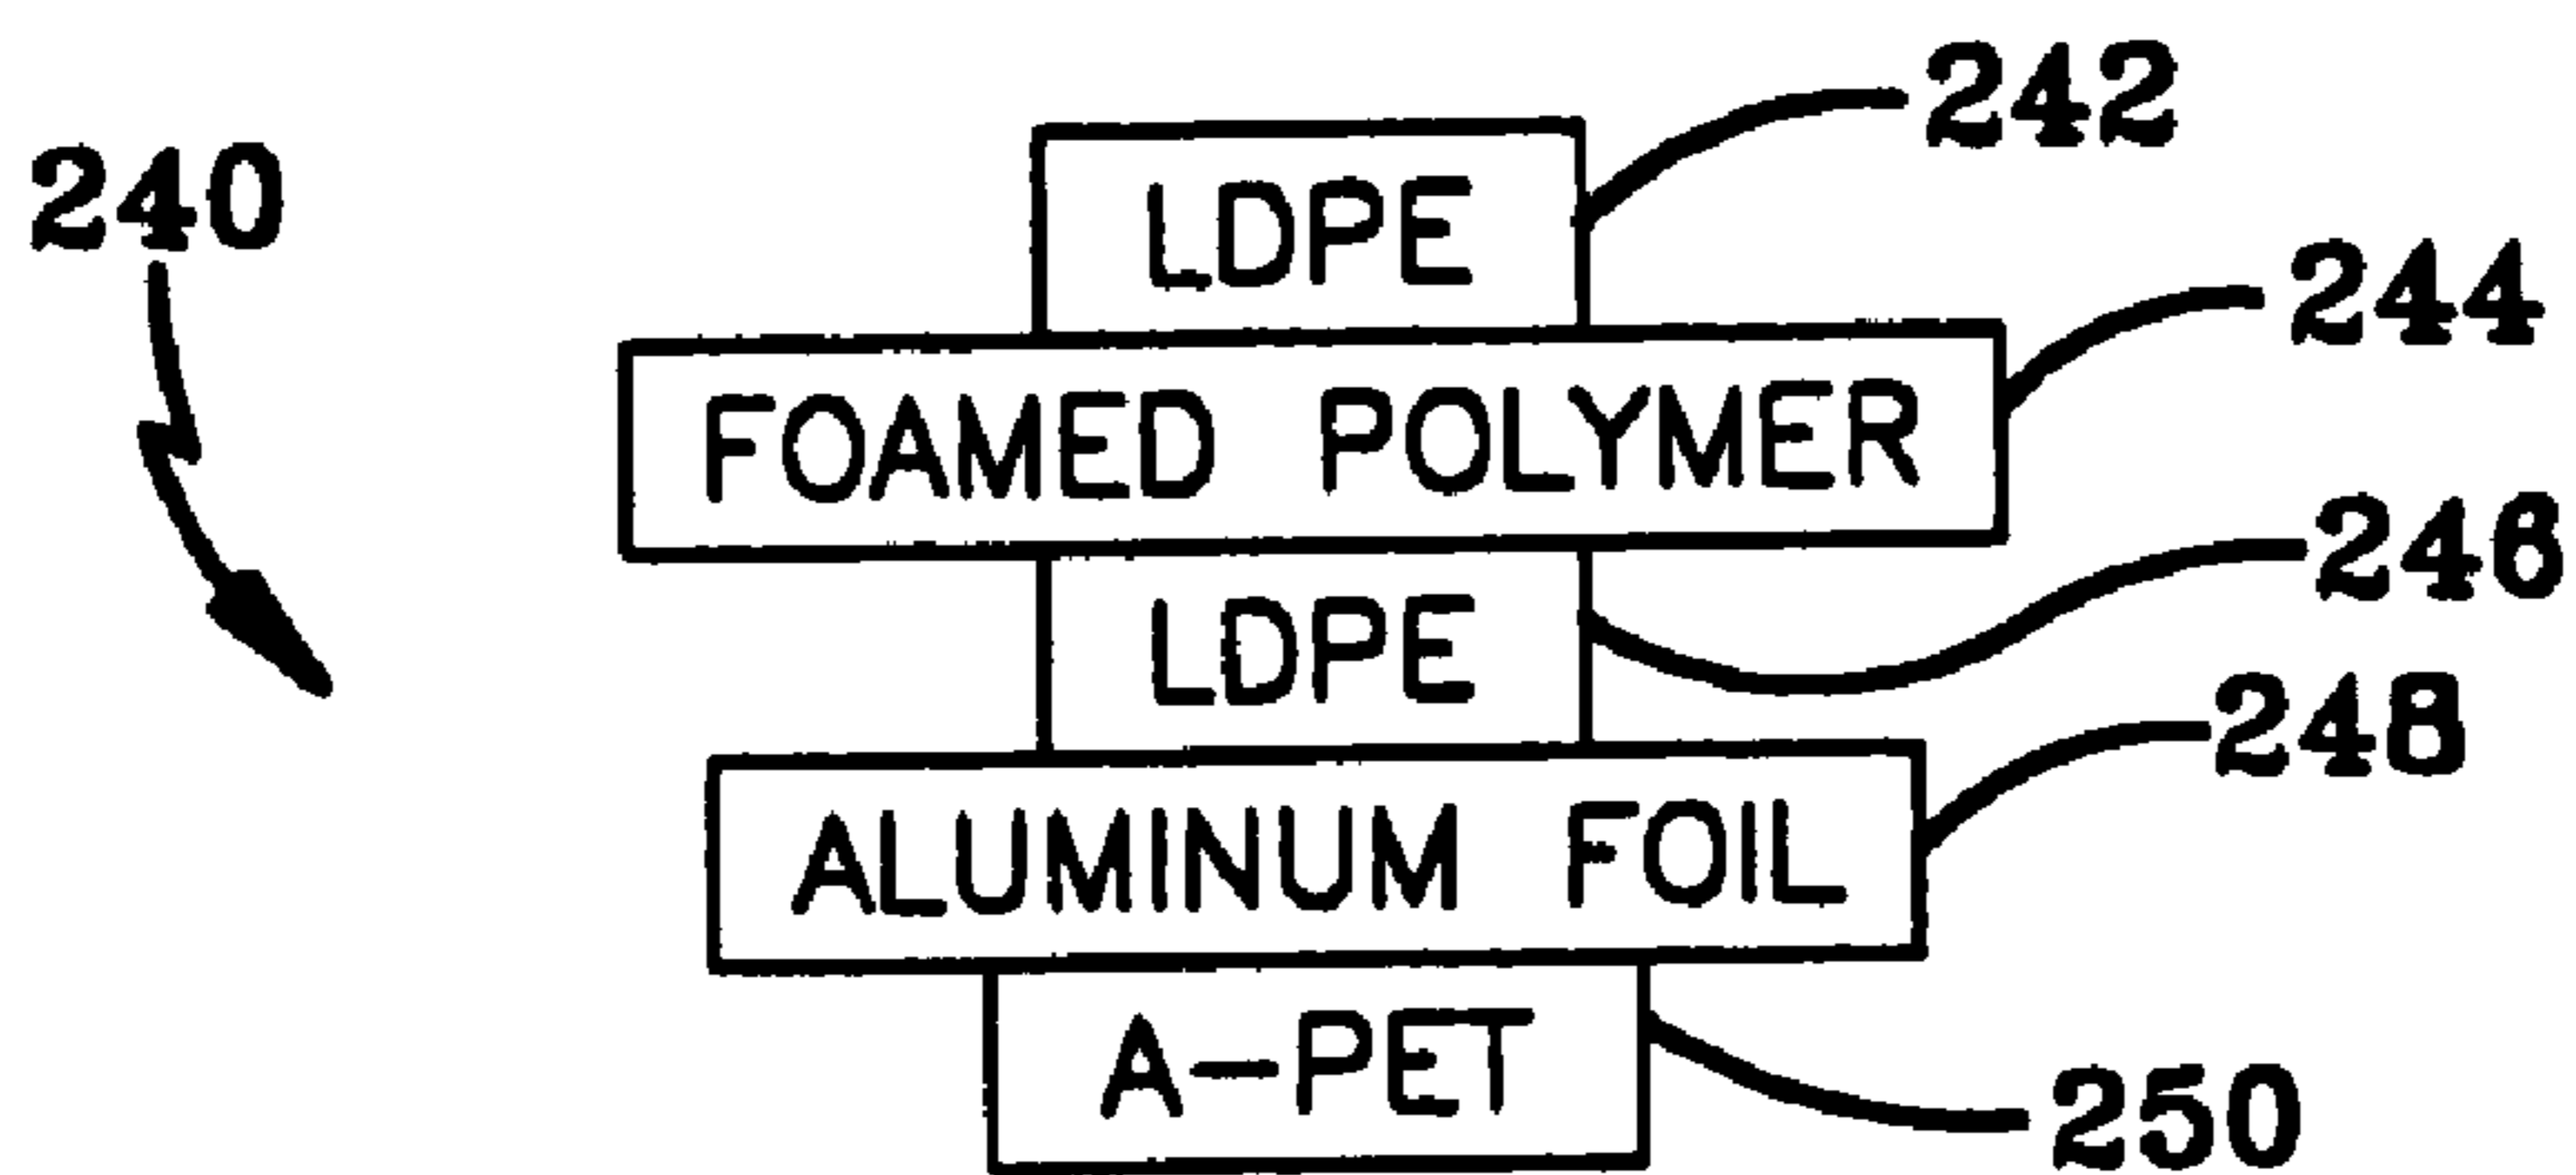 242
240
LDPE
244
FOAMED POLYMER
246
LDPE
248
ALUMINUM FOIL
A-PET
250